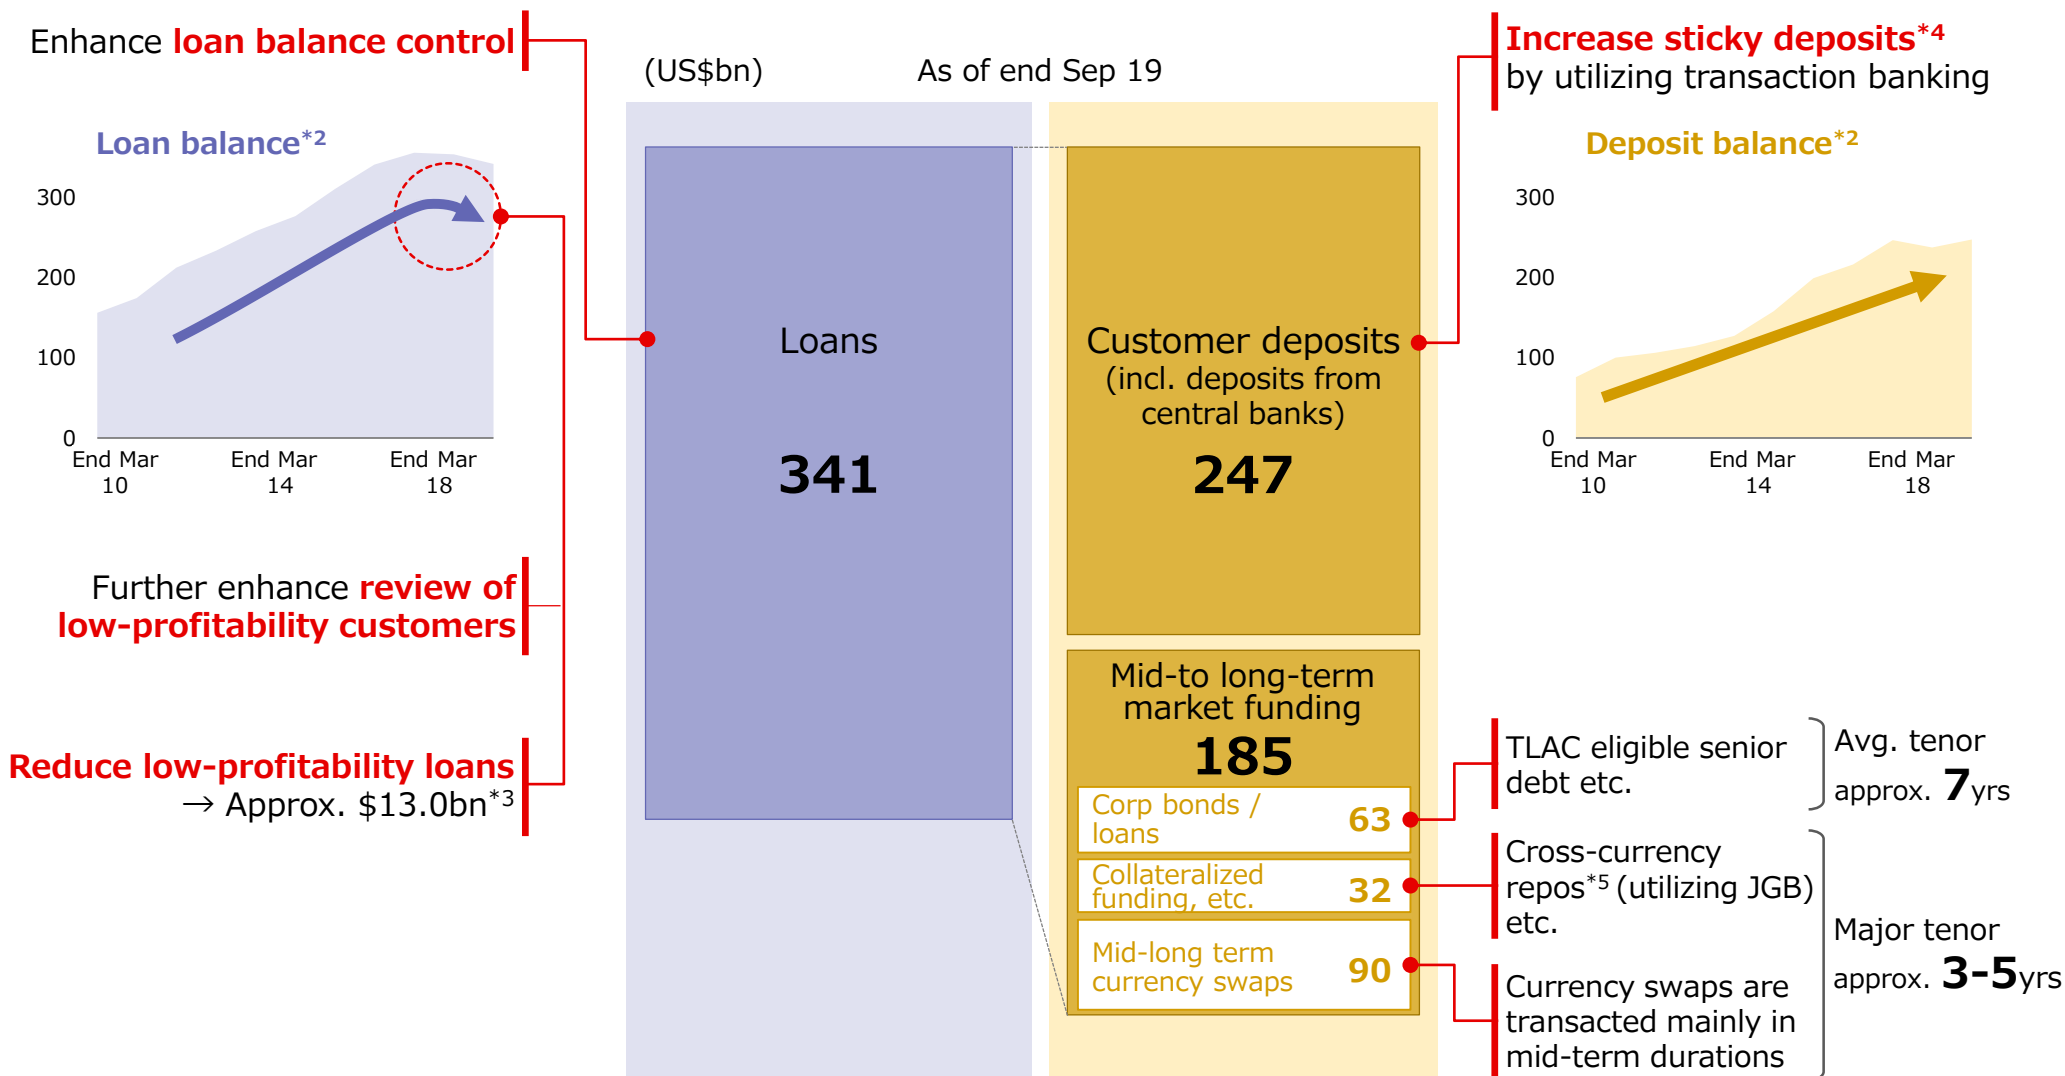 Enhance loan balance control
(US$bn)
As of end Sep 19
Increase sticky deposits*4
by utilizing transaction banking
Loan balance*2
300
200
100
0
End Mar
10
End Mar
14
End Mar
18
Further enhance review of
low-profitability customers
Reduce low-profitability loans
→ Approx. $13.0bn*3
Loans
341
Customer deposits
(incl. deposits from
central banks)
247
Mid-to long-term
market funding
185
Corp bonds /
loans
63
Collateralized
funding, etc.
32
Mid-long term
currency swaps
90
Deposit balance*2
300
200
100
0
End Mar
10
End Mar
14
End Mar
18
TLAC eligible senior
debt etc.
Avg. tenor
approx. 7yrs
Cross-currency
repos*5 (utilizing JGB)
etc.
Currency swaps are
transacted mainly in
mid-term durations
Major tenor
approx. 3-5yrs